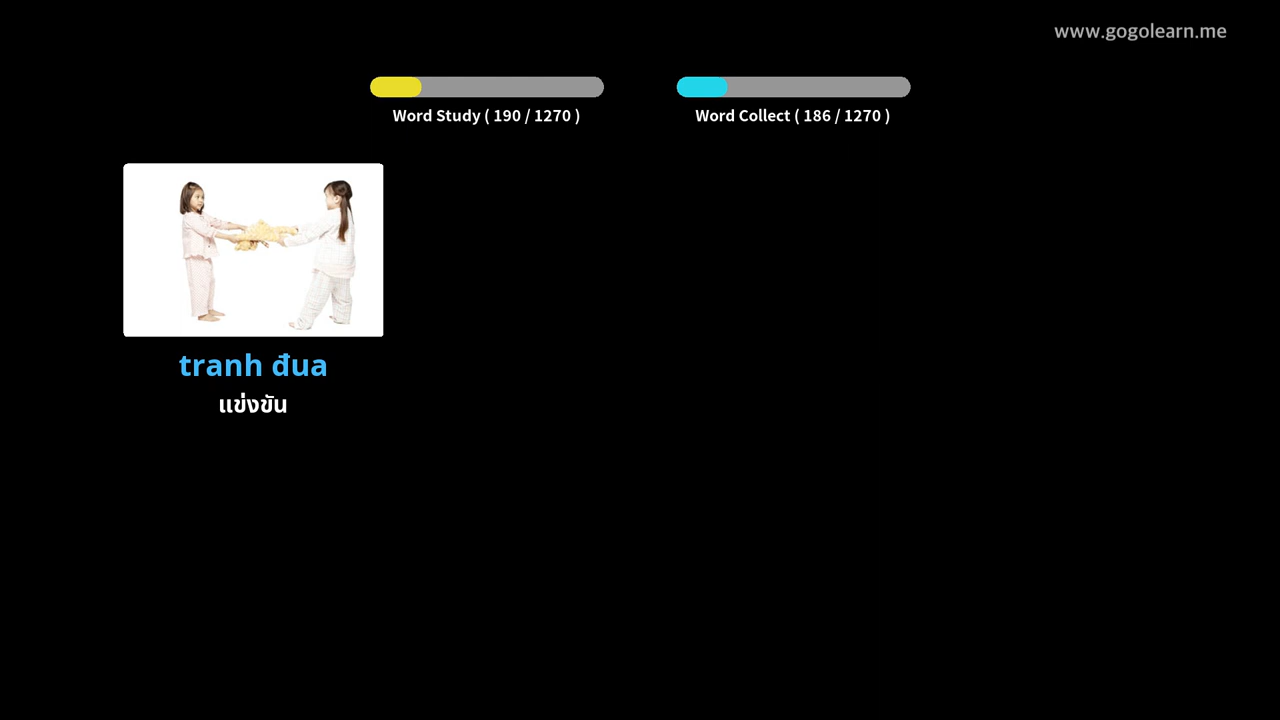 www.gogolearn.me
Word Study ( 190 / 1270 )
Word Collect ( 186 / 1270 )
tranh đua
แข่งขัน